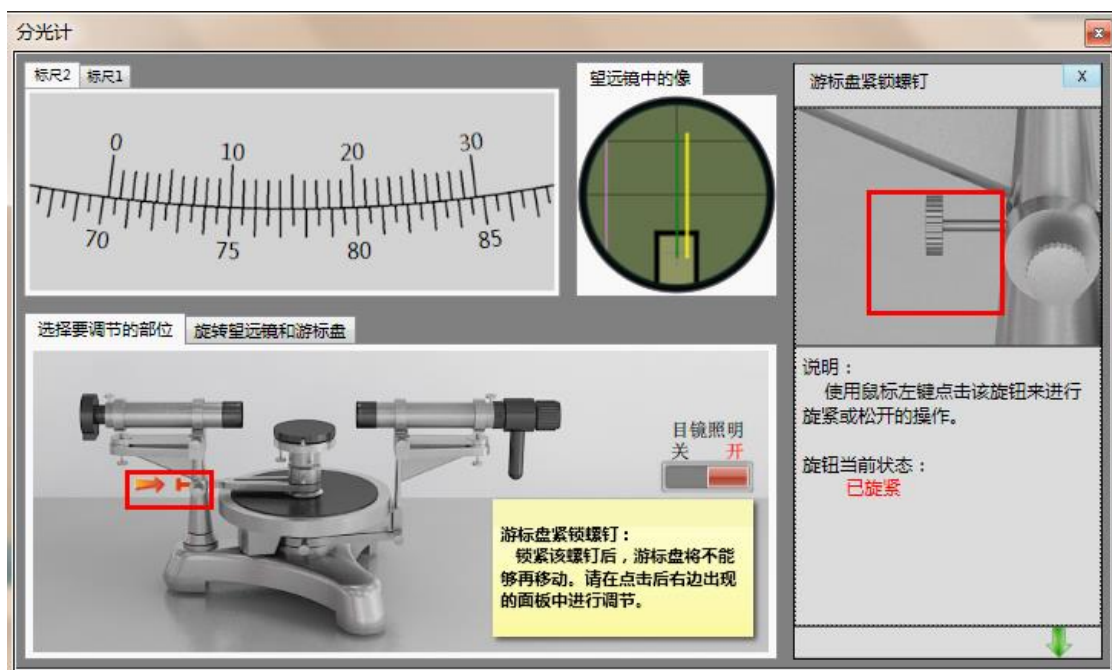 分光计
x
标尺2 标尺1
望远镜中的像
游标盘紧锁螺钉
X
0 10 20 30
70 75 80 85
选择要调节的部位 旋转望远镜和游标盘
目镜照明
关 开
游标盘紧锁螺钉：
锁紧该螺钉后，游标盘将不能
够再移动。请在点击后右边出现
的面板中进行调节。
说明：
使用鼠标左键点击该旋钮来进行
旋紧或松开的操作。
旋钮当前状态：
已旋紧